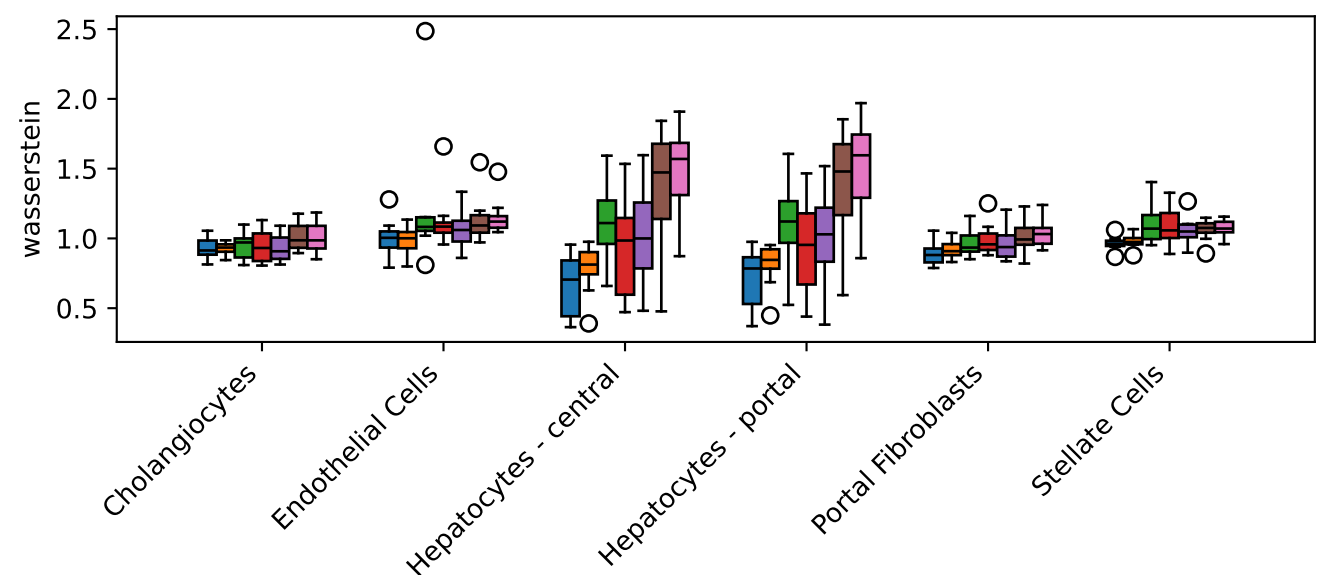 2.5
2.0
1.5
1.0
0.5
wasserstein
Cholangiocytes
Endothelial Cells
Hepatocytes - central
Hepatocytes - portal
Portal Fibroblasts
Stellate Cells